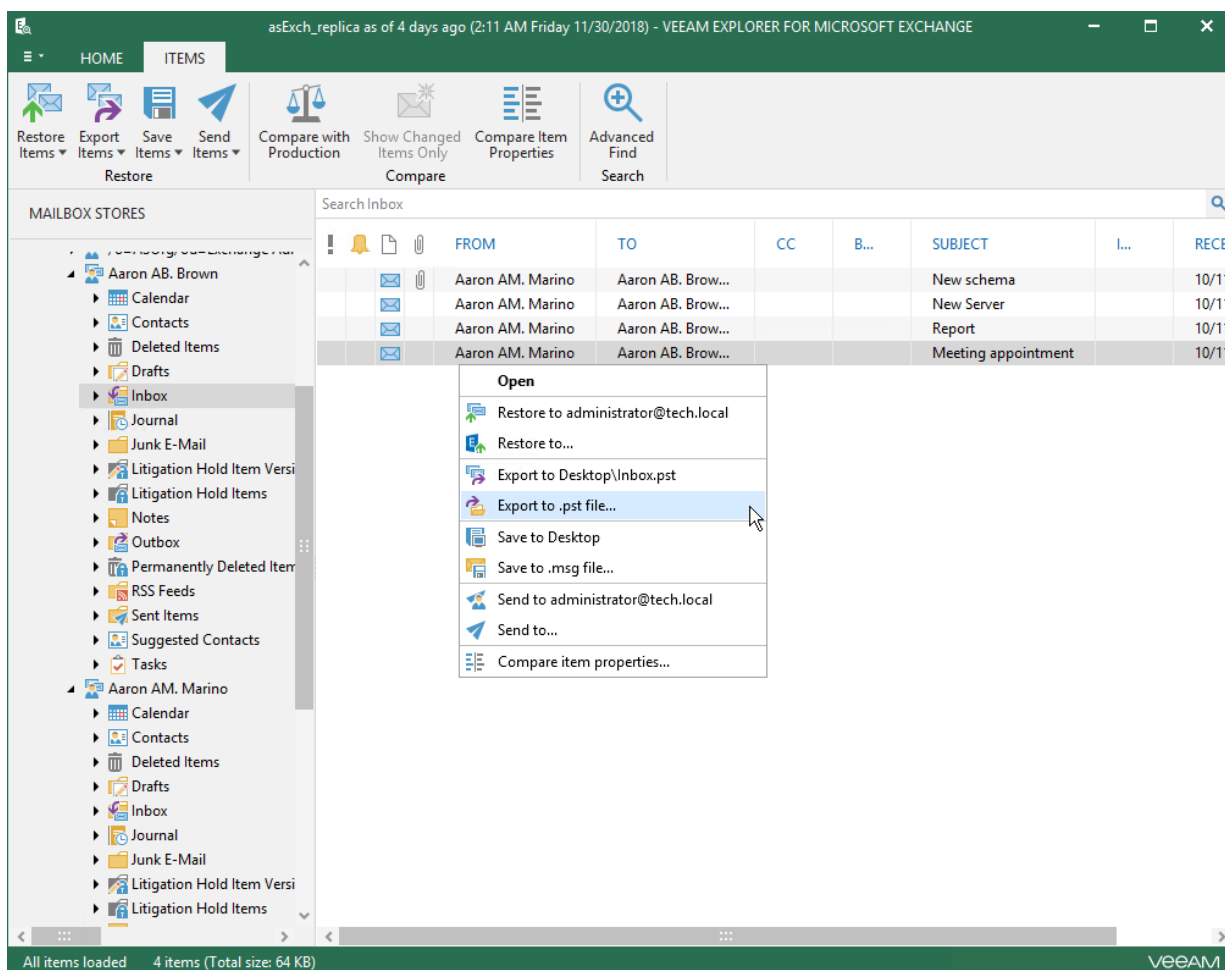 asExch_replica as of 4 days ago (2:11 AM Friday 11/30/2018) - VEEAM EXPLORER FOR MICROSOFT EXCHANGE
HOME ITEMS
Restore Items
Export Items
Save Items
Send Items
Restore
Compare with Production
Show Changed Items Only
Compare Item Properties
Compare
Advanced Find
Search
MAILBOX STORES
Aaron AB. Brown
Calendar
Contacts
Deleted Items
Drafts
Inbox
Journal
Junk E-Mail
Litigation Hold Item Versi
Litigation Hold Items
Notes
Outbox
Permanently Deleted Item
RSS Feeds
Sent Items
Suggested Contacts
Tasks
Aaron AM. Marino
Calendar
Contacts
Deleted Items
Drafts
Inbox
Journal
Junk E-Mail
Litigation Hold Item Versi
Litigation Hold Items
Search Inbox
FROM TO CC B... SUBJECT I... RECE
Aaron AM. Marino Aaron AB. Brow... New schema 10/1
Aaron AM. Marino Aaron AB. Brow... New Server 10/1
Aaron AM. Marino Aaron AB. Brow... Report 10/1
Aaron AM. Marino Aaron AB. Brow... Meeting appointment 10/1
Open
Restore to administrator@tech.local
Restore to...
Export to Desktop\Inbox.pst
Export to .pst file...
Save to Desktop
Save to .msg file...
Send to administrator@tech.local
Send to...
Compare item properties...
All items loaded 4 items (Total size: 64 KB)
veeAM